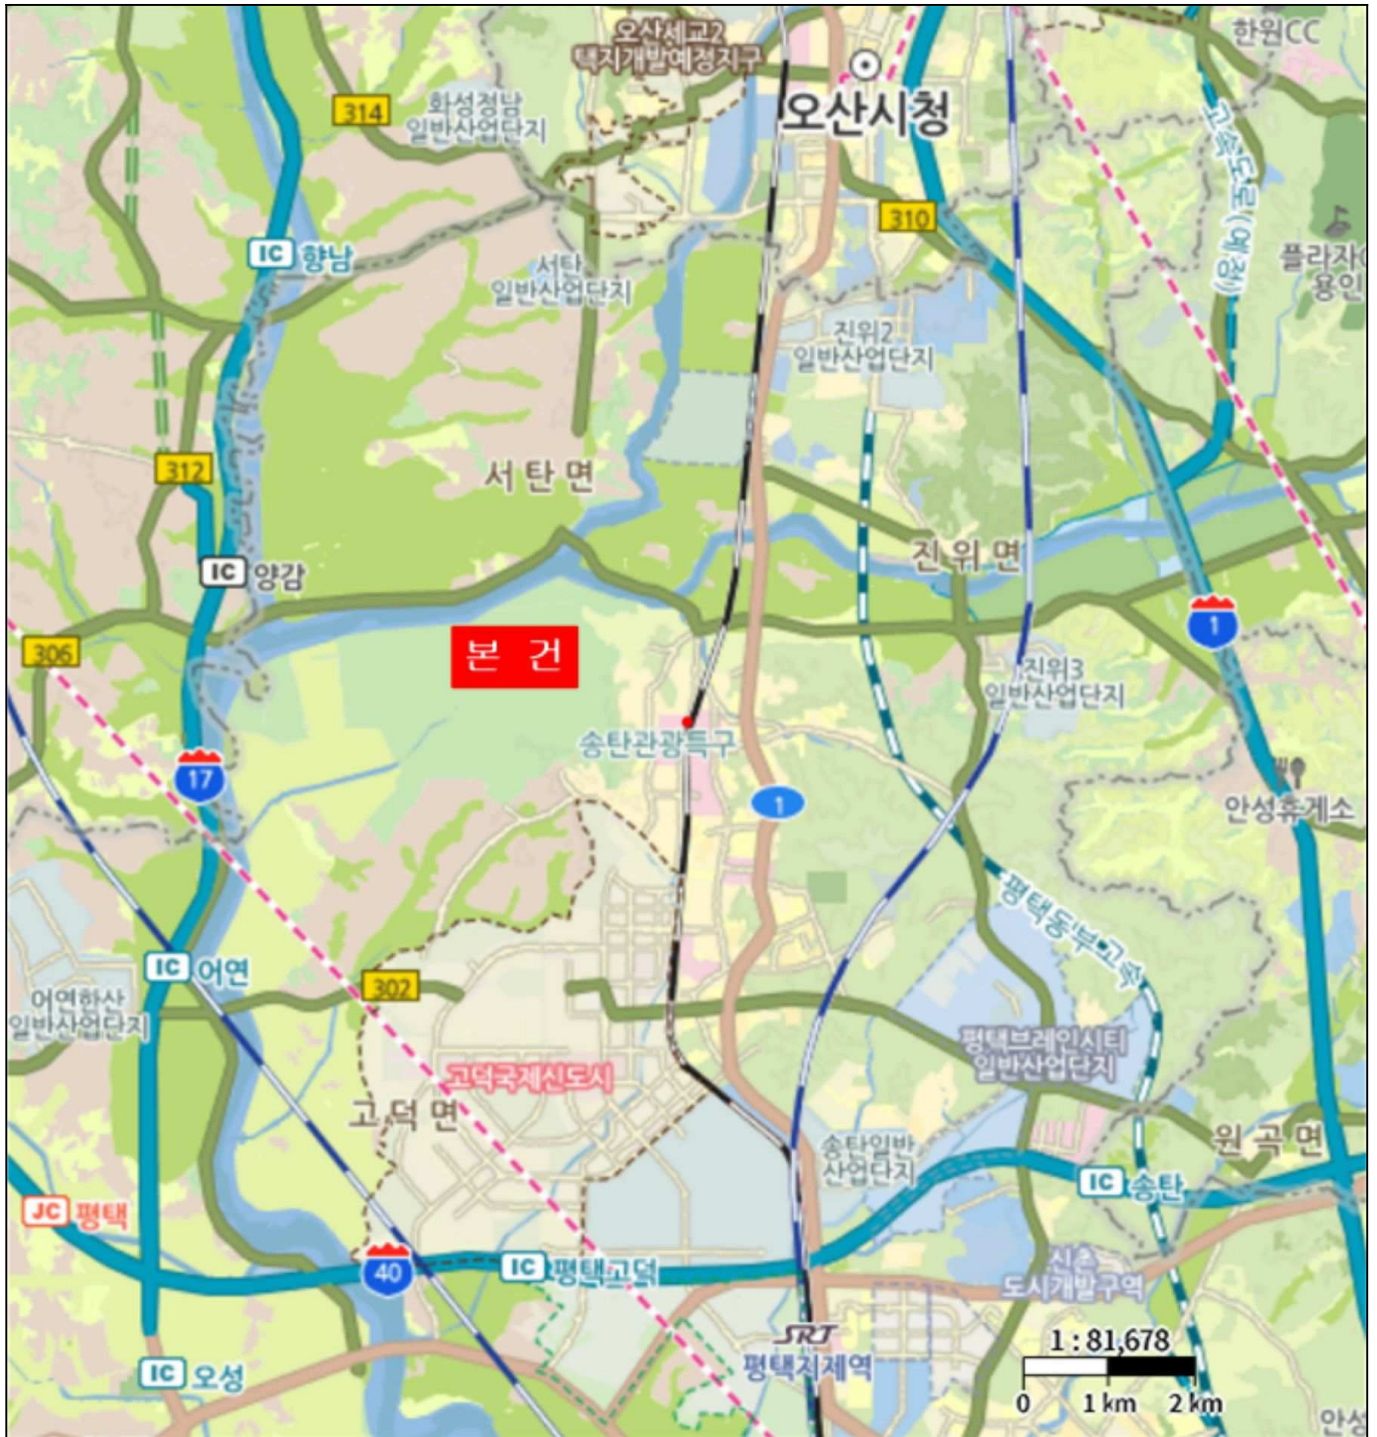 오산세교2
택지개발예정지구
한원CC
314
화성정남
일반산업단지
오산시청
고속도로(예정)
310
IC 향남
서탄
일반산업단지
플라자C
용인
진위2
일반산업단지
312
서탄면
진위면
IC 양감
1
306
본 건
진위3
일반산업단지
송탄관광특구
17
1
안성휴게소
평택동부고속
IC 어연
302
어연한산
일반산업단지
평택브레인시티
일반산업단지
고덕국제신도시
고덕면
송탄일반
산업단지
원곡면
IC 송탄
JC 평택
40
IC 평택고덕
신촌
도시개발구역
SRT
평택지제역
1 : 81,678
IC 오성
0 1 km 2 km
안성